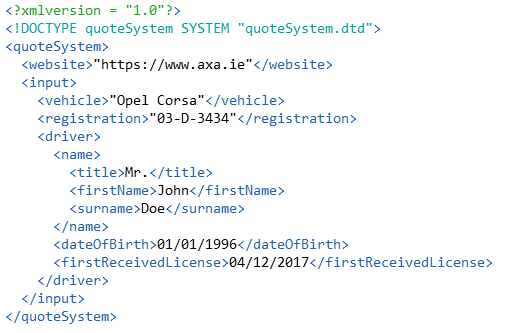 <?xmlversion = "1.0"?>
<!DOCTYPE quoteSystem SYSTEM "quoteSystem.dtd">
<quoteSystem>
  <website>"https://www.axa.ie"</website>
  <input>
    <vehicle>"Opel Corsa"</vehicle>
    <registration>"03-D-3434"</registration>
    <driver>
      <name>
        <title>Mr.</title>
        <firstName>John</firstName>
        <surname>Doe</surname>
      </name>
      <dateOfBirth>01/01/1996</dateOfBirth>
      <firstReceivedLicense>04/12/2017</firstReceivedLicense>
    </driver>
  </input>
</quoteSystem>